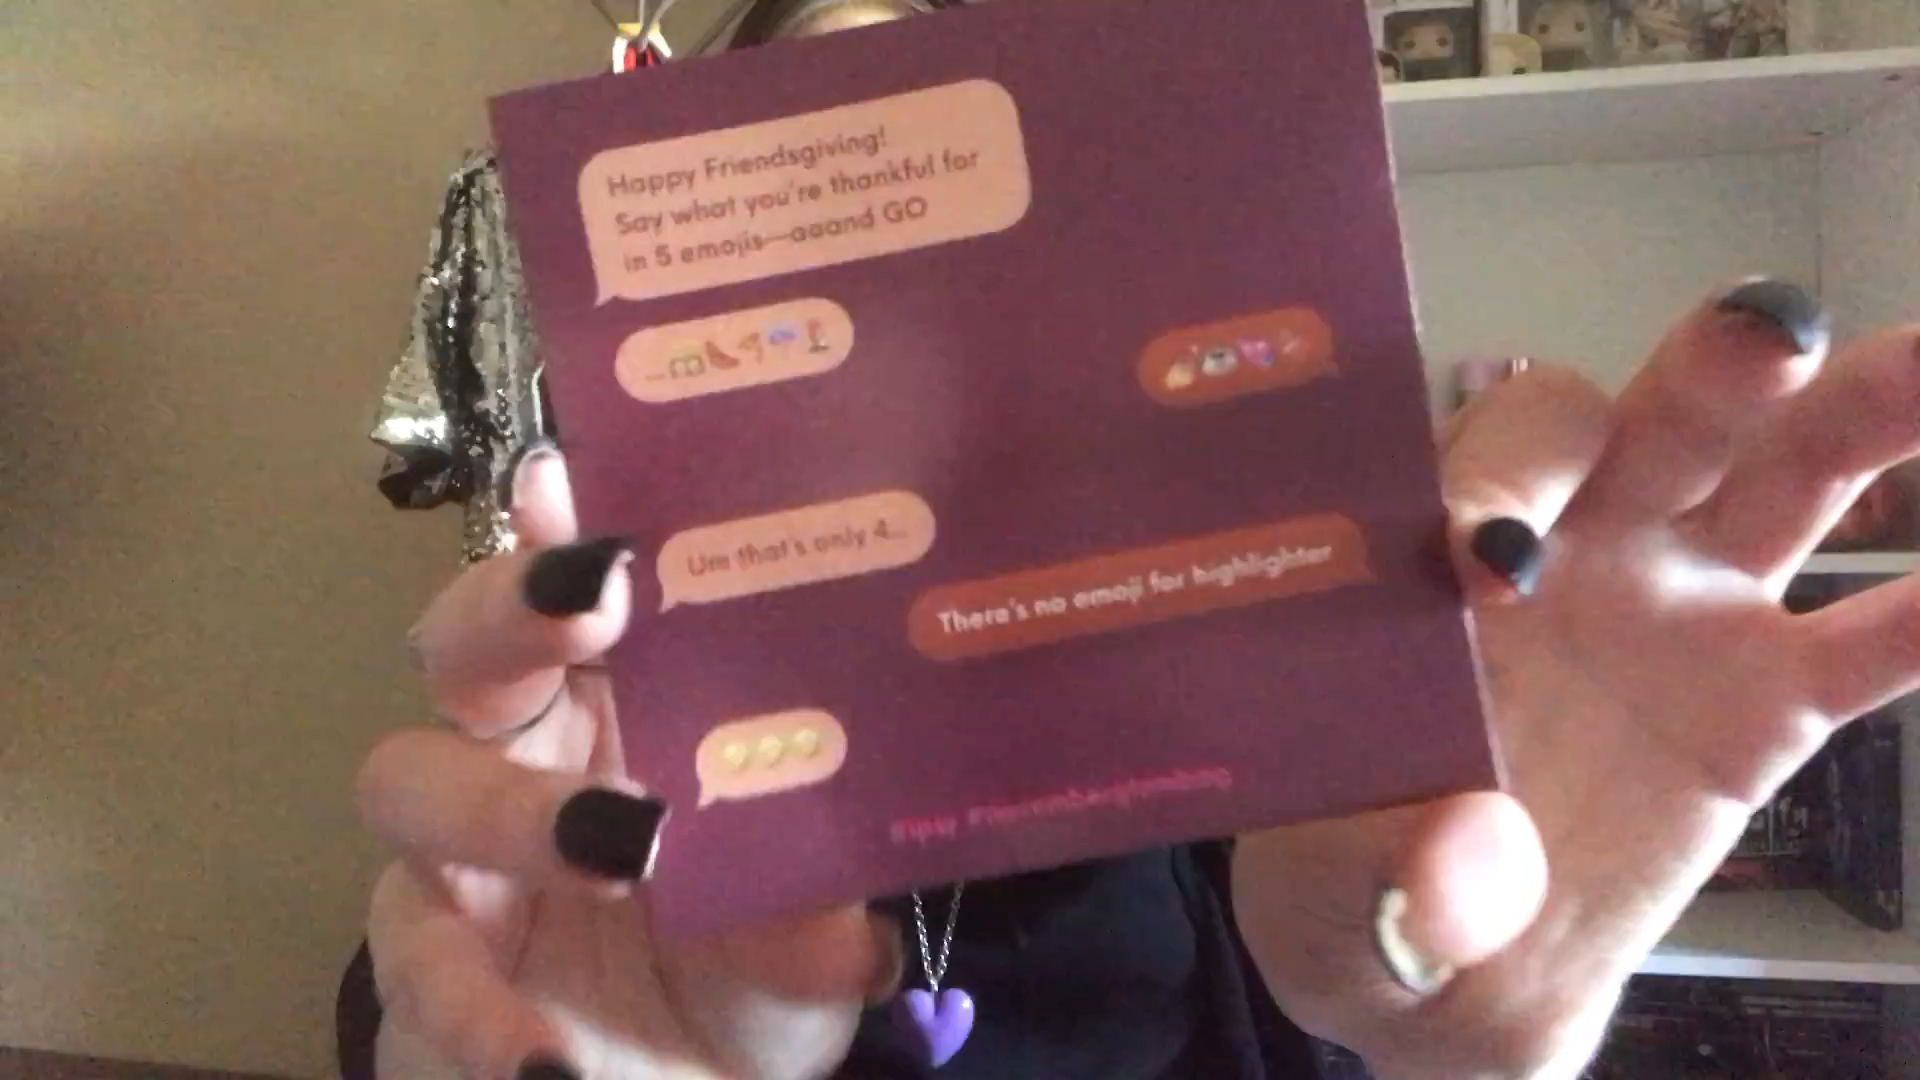 Happy Friendsgiving!
Say what you're thankful for
in 5 emojis—aaand GO
Um that's only 4...
There's no emoji for highlighter